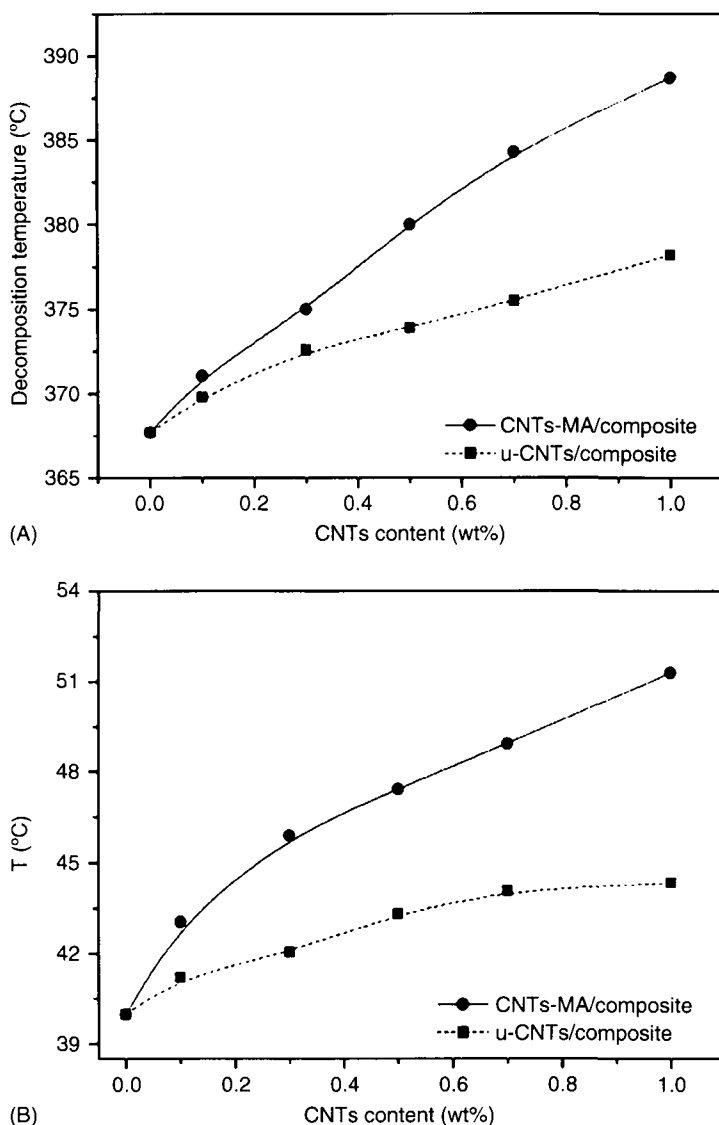 390
385
380
375
370
365
Decomposition temperature (ºC)
CNTs-MA/composite
u-CNTs/composite
0.0 0.2 0.4 0.6 0.8 1.0
(A)
CNTs content (wt%)
54
51
48
45
42
39
T (ºC)
CNTs-MA/composite
u-CNTs/composite
0.0 0.2 0.4 0.6 0.8 1.0
(B)
CNTs content (wt%)